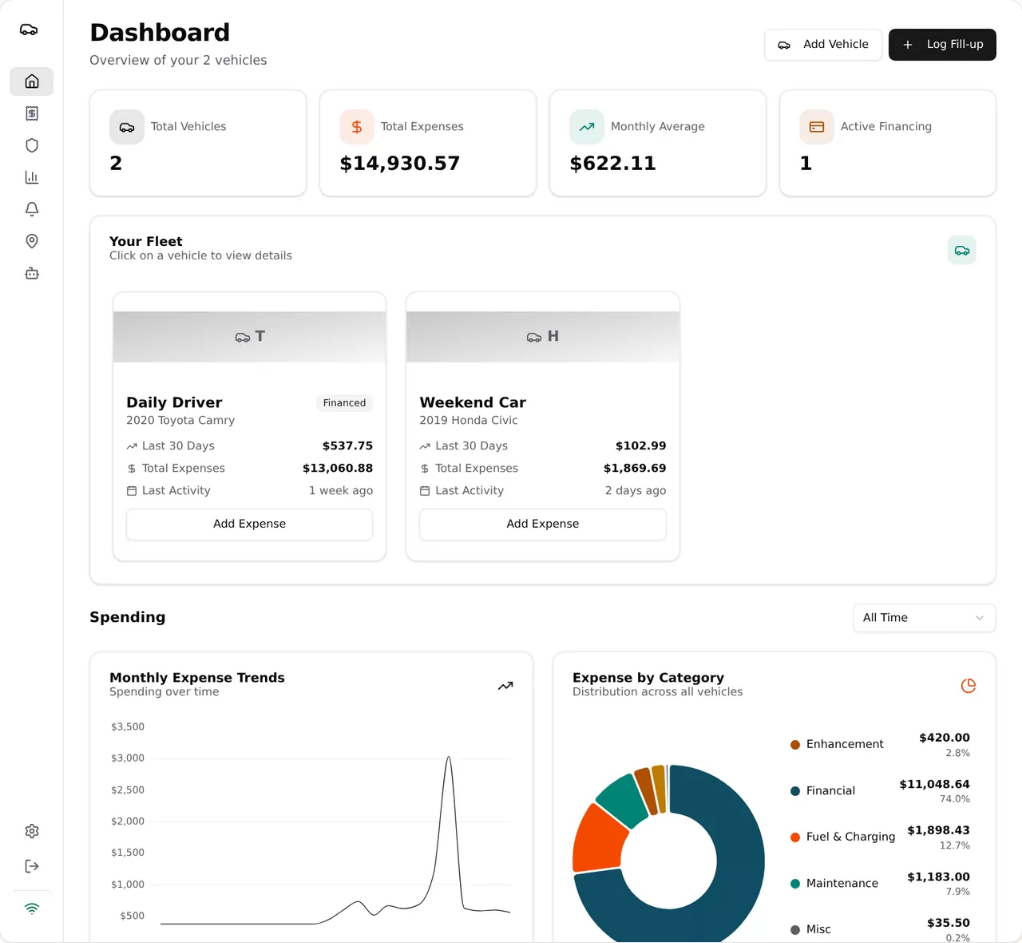 Dashboard
Overview of your 2 vehicles
Add Vehicle
Log Fill-up
Total Vehicles
2
Total Expenses
$14,930.57
Monthly Average
$622.11
Active Financing
1
Your Fleet
Click on a vehicle to view details
T
Daily Driver
Financed
2020 Toyota Camry
Last 30 Days $537.75
Total Expenses $13,060.88
Last Activity 1 week ago
Add Expense
H
Weekend Car
2019 Honda Civic
Last 30 Days $102.99
Total Expenses $1,869.69
Last Activity 2 days ago
Add Expense
Spending
All Time
Monthly Expense Trends
Spending over time
$3,500
$3,000
$2,500
$2,000
$1,500
$1,000
$500
Expense by Category
Distribution across all vehicles
Enhancement $420.00
2.8%
Financial $11,048.64
74.0%
Fuel & Charging $1,898.43
12.7%
Maintenance $1,183.00
7.9%
Misc $35.50
0.2%